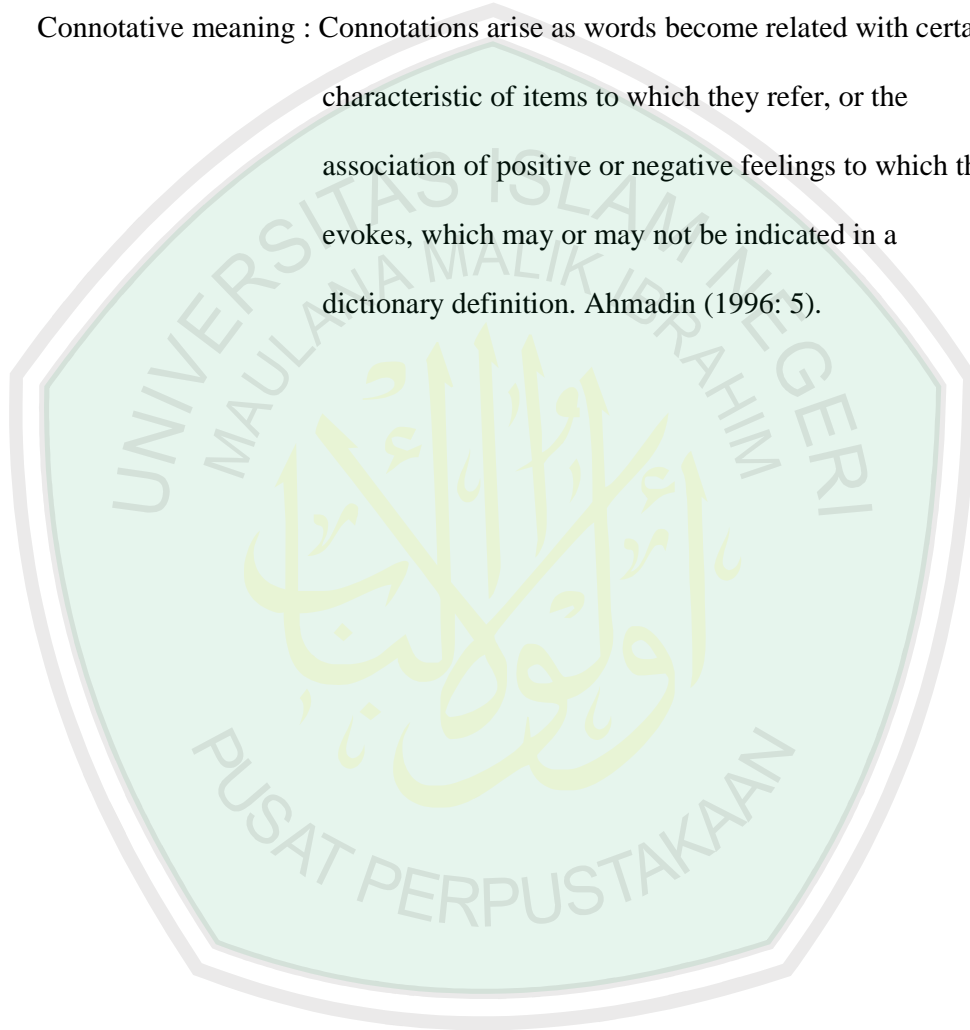 Connotative meaning : Connotations arise as words become related with
characteristic of items to which they refer, or the
association of positive or negative feelings to which
evokes, which may or may not be indicated in a
dictionary definition. Ahmadin (1996: 5).
UNIVERSITAS ISLAM NEGERI
MAULANA MALIK IBRAHIM
أولوا الألباب
PUSAT PERPUSTAKAAN